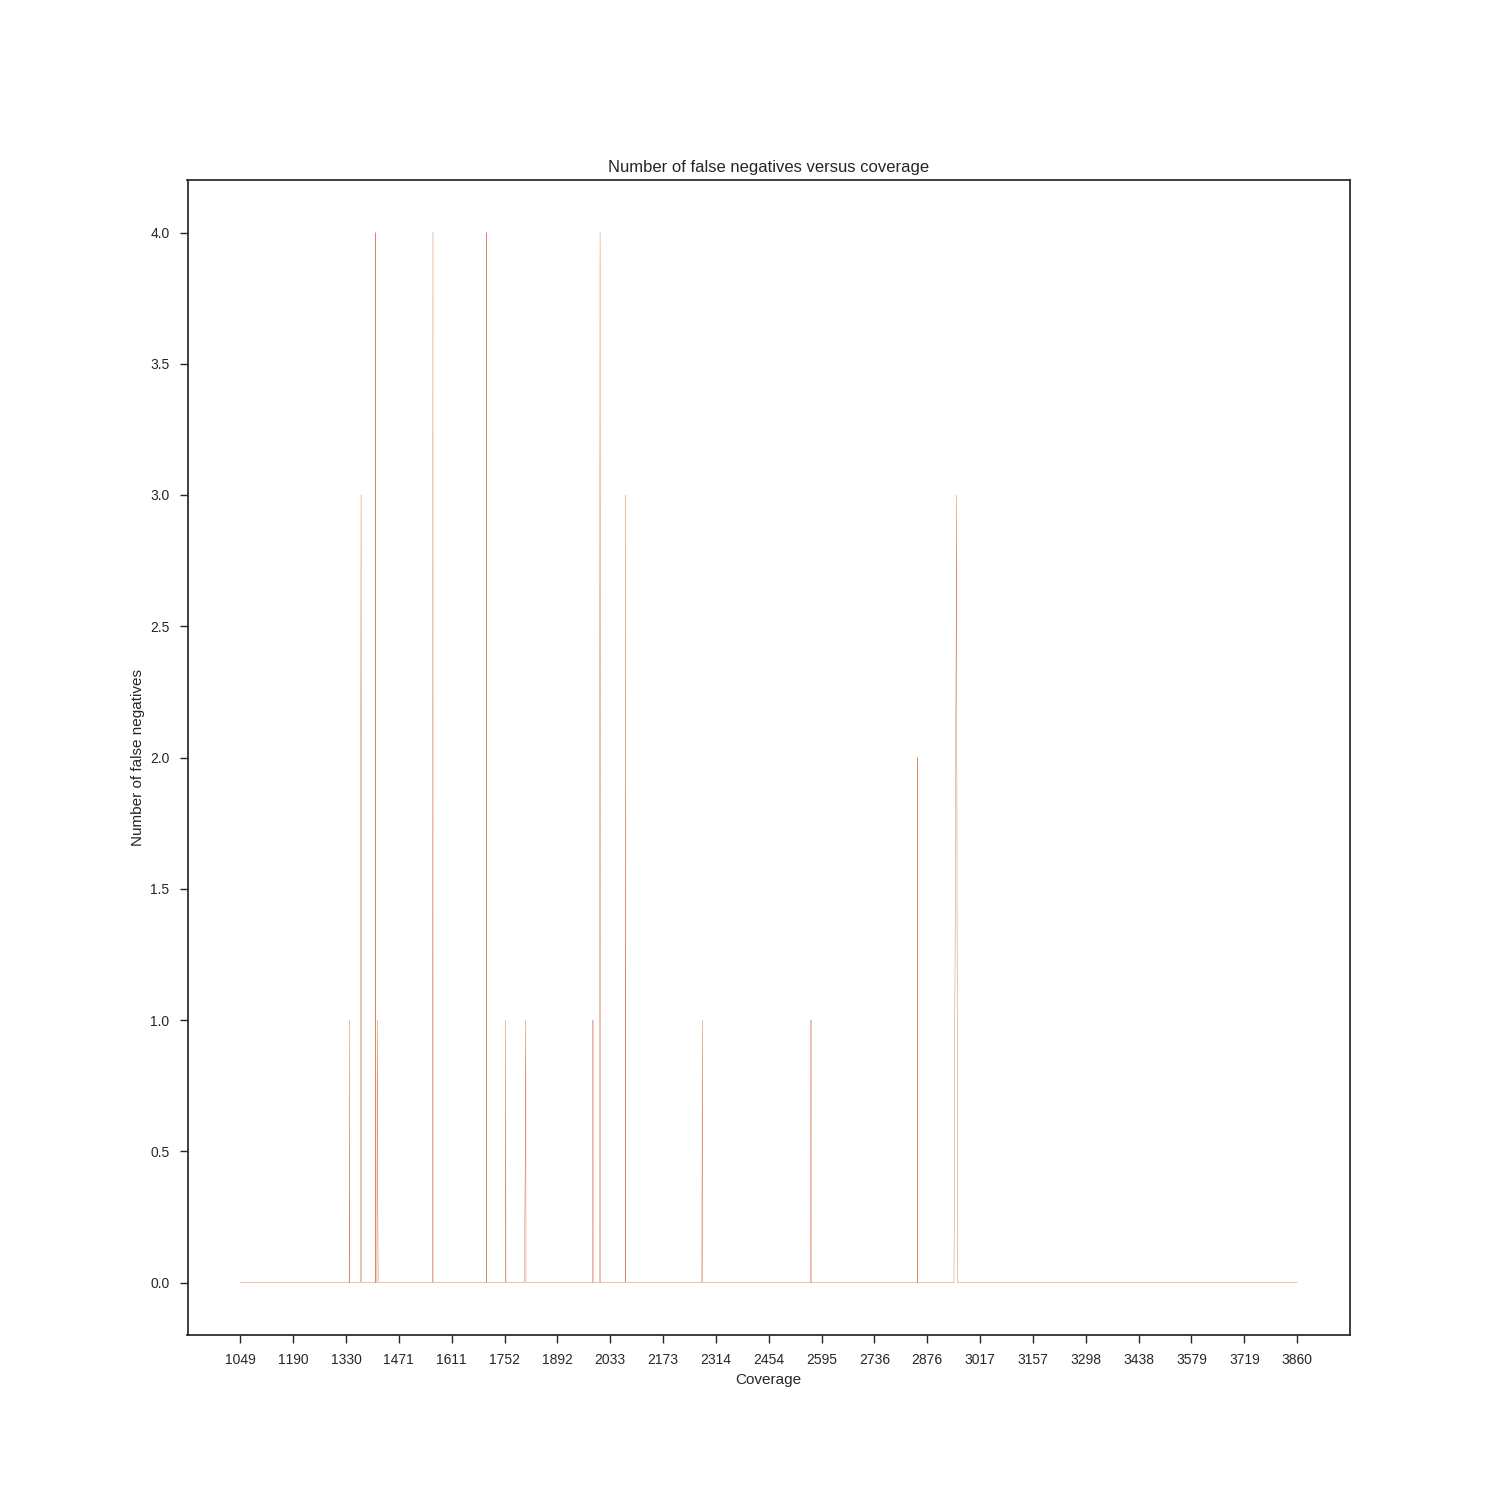 Number of false negatives versus coverage
4.0
3.5
3.0
2.5
2.0
1.5
1.0
0.5
0.0
Number of false negatives
1049 1190 1330 1471 1611 1752 1892 2033 2173 2314 2454 2595 2736 2876 3017 3157 3298 3438 3579 3719 3860
Coverage